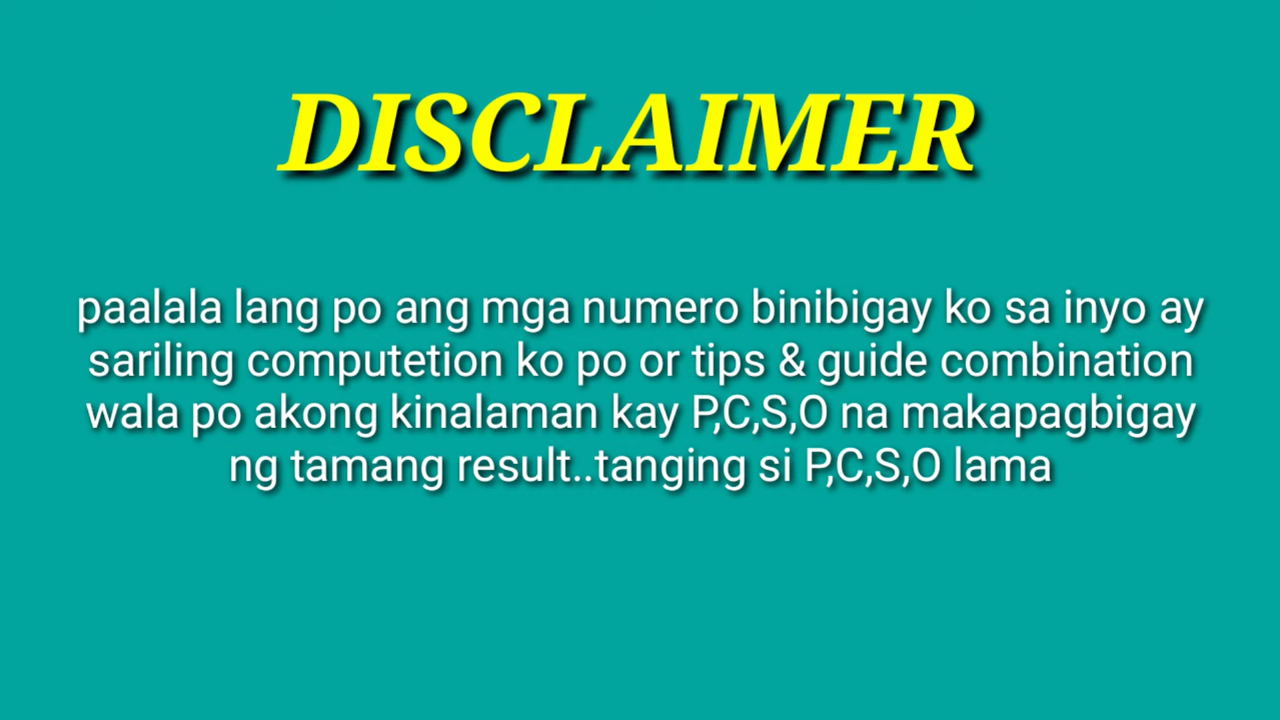 DISCLAIMER
paalala lang po ang mga numero binibigay ko sa inyo ay
sariling computetion ko po or tips & guide combination
wala po akong kinalaman kay P,C,S,O na makapagbigay
ng tamang result..tanging si P,C,S,O lama